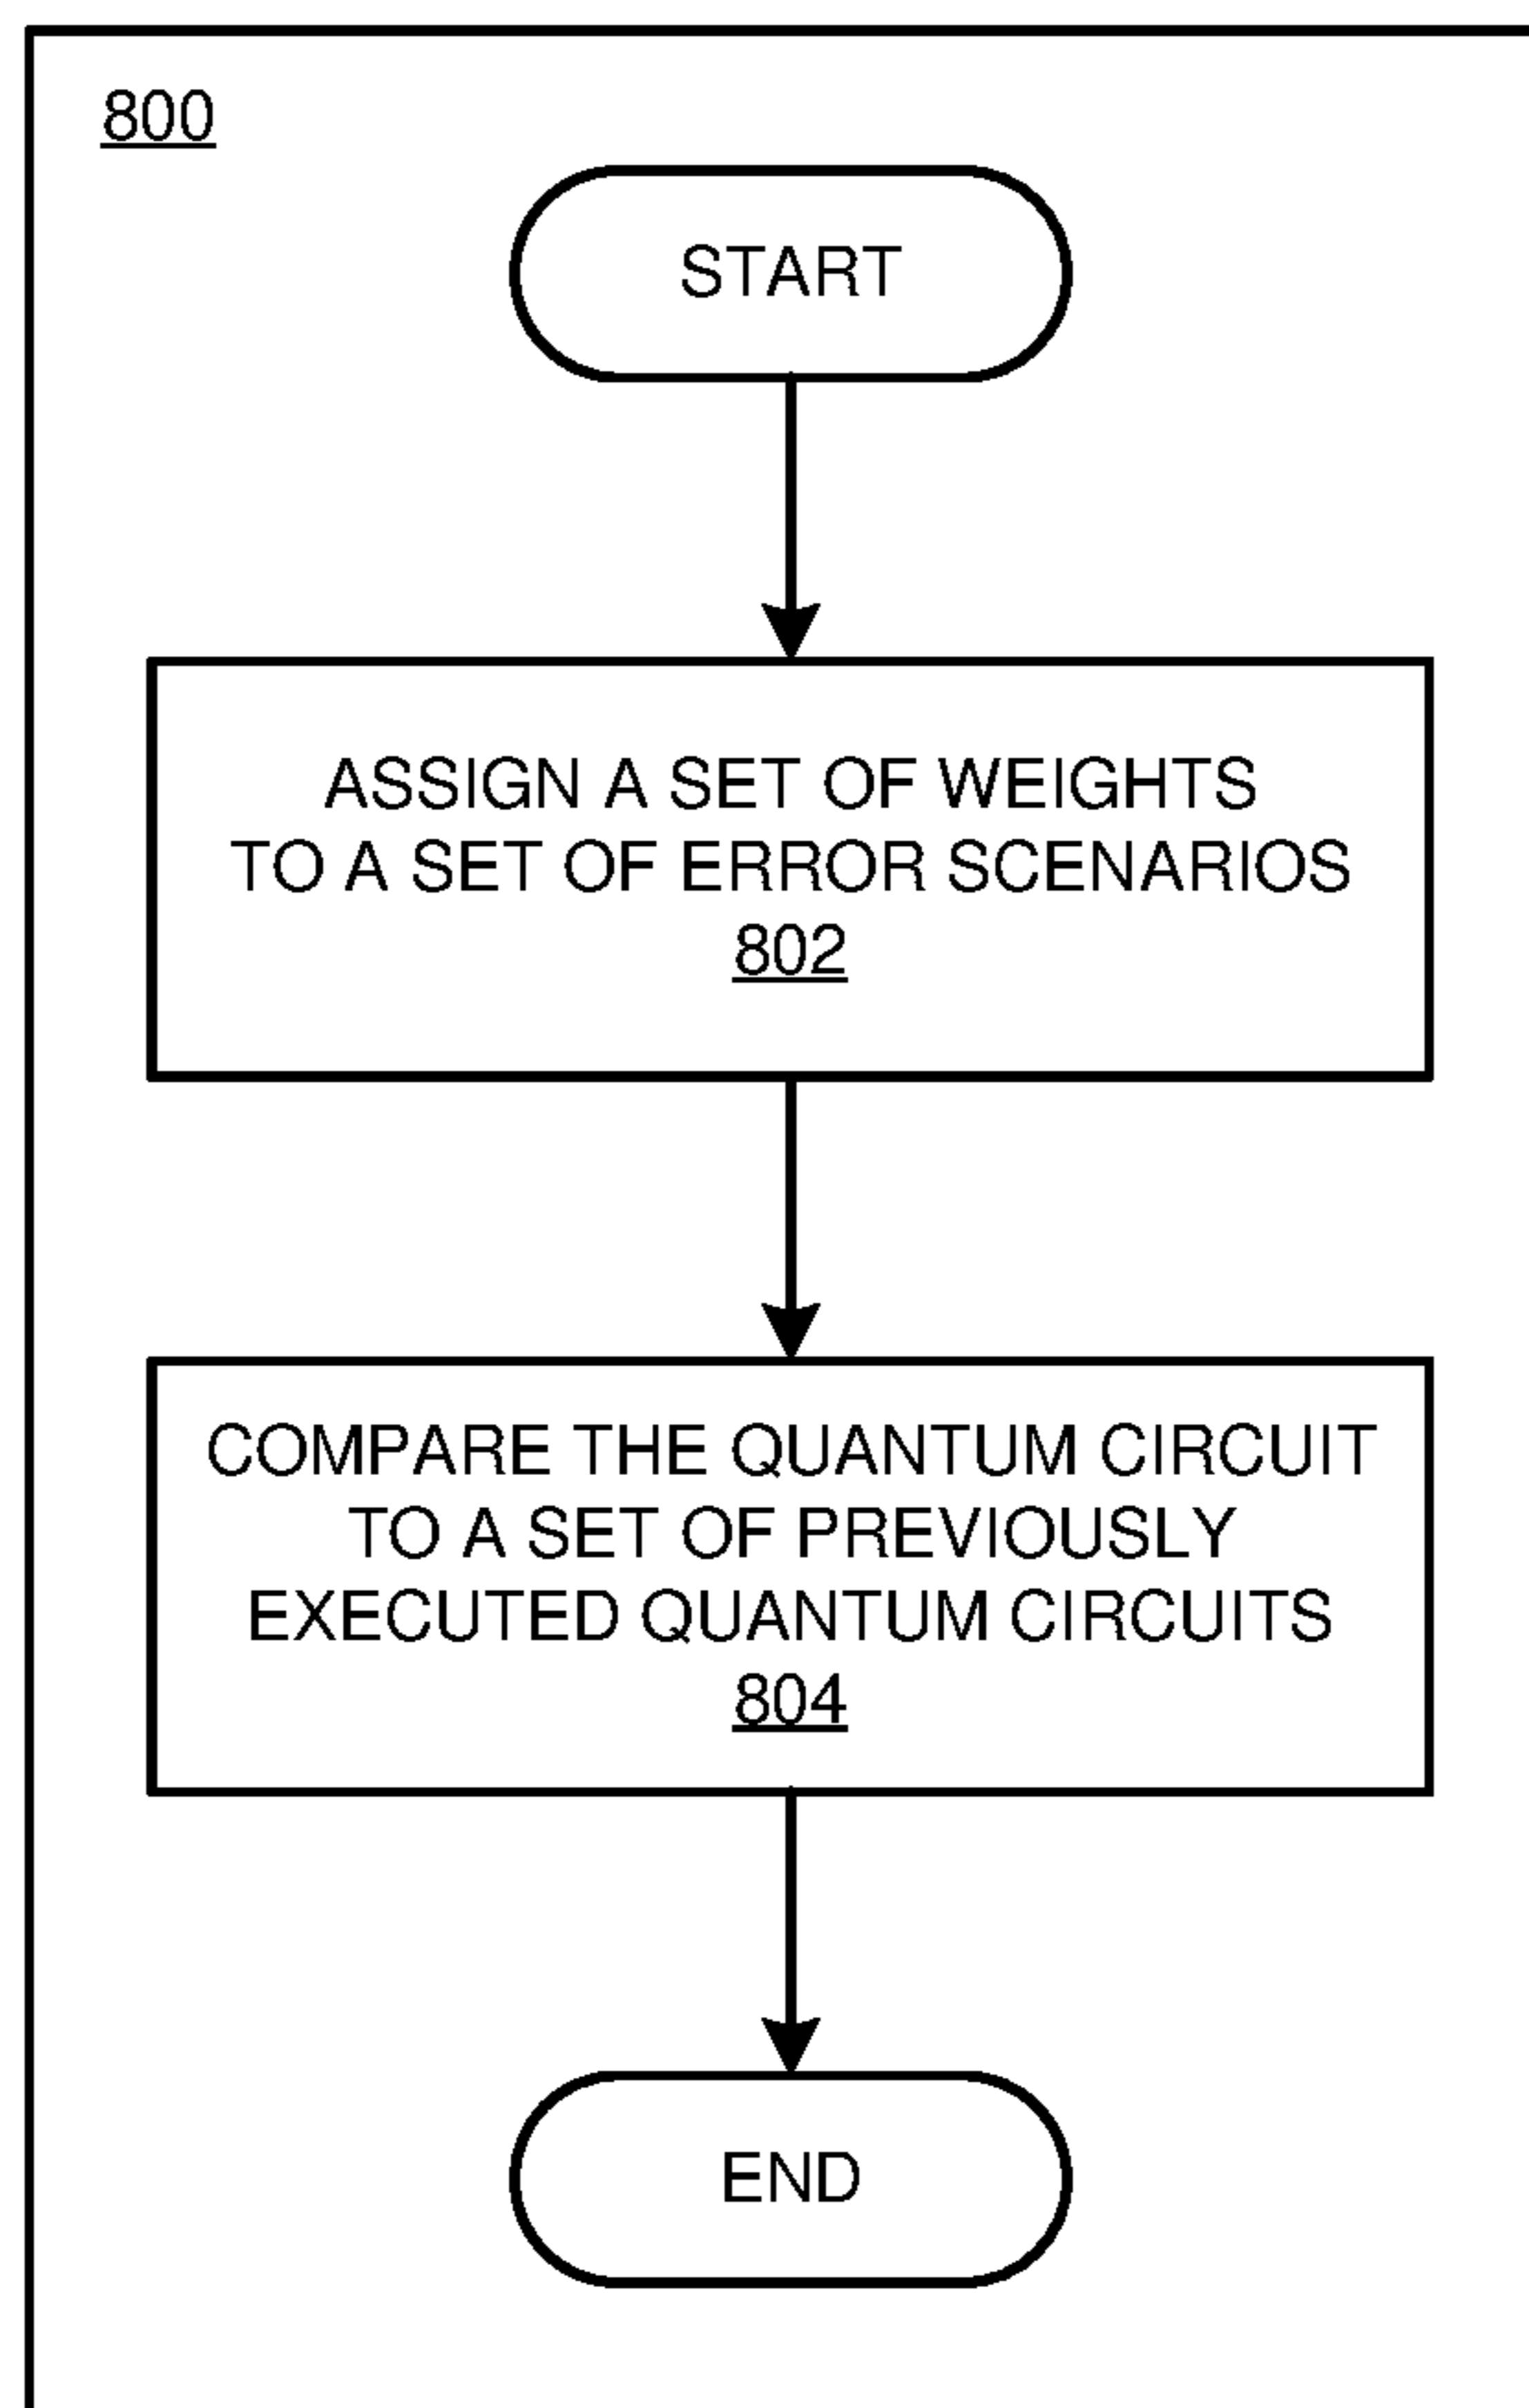 800
START
ASSIGN A SET OF WEIGHTS
TO A SET OF ERROR SCENARIOS
802
COMPARE THE QUANTUM CIRCUIT
TO A SET OF PREVIOUSLY
EXECUTED QUANTUM CIRCUITS
804
END